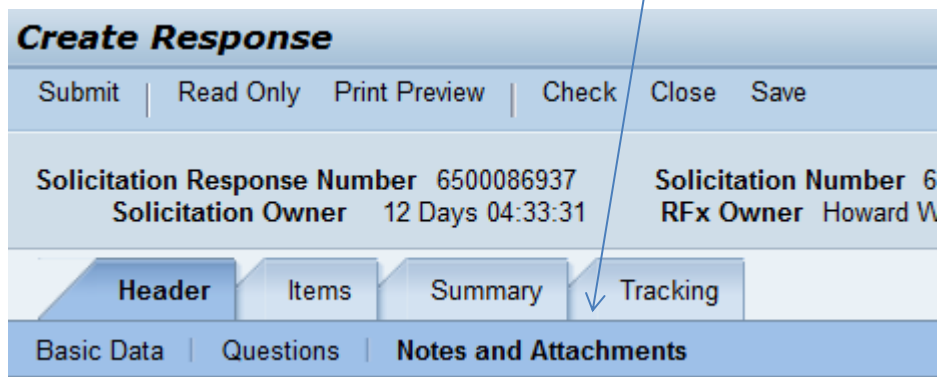 Create Response
Submit | Read Only Print Preview | Check Close Save
Solicitation Response Number 6500086937 Solicitation Number 6
Solicitation Owner 12 Days 04:33:31 RFx Owner Howard W
Header Items Summary Tracking
Basic Data | Questions | Notes and Attachments